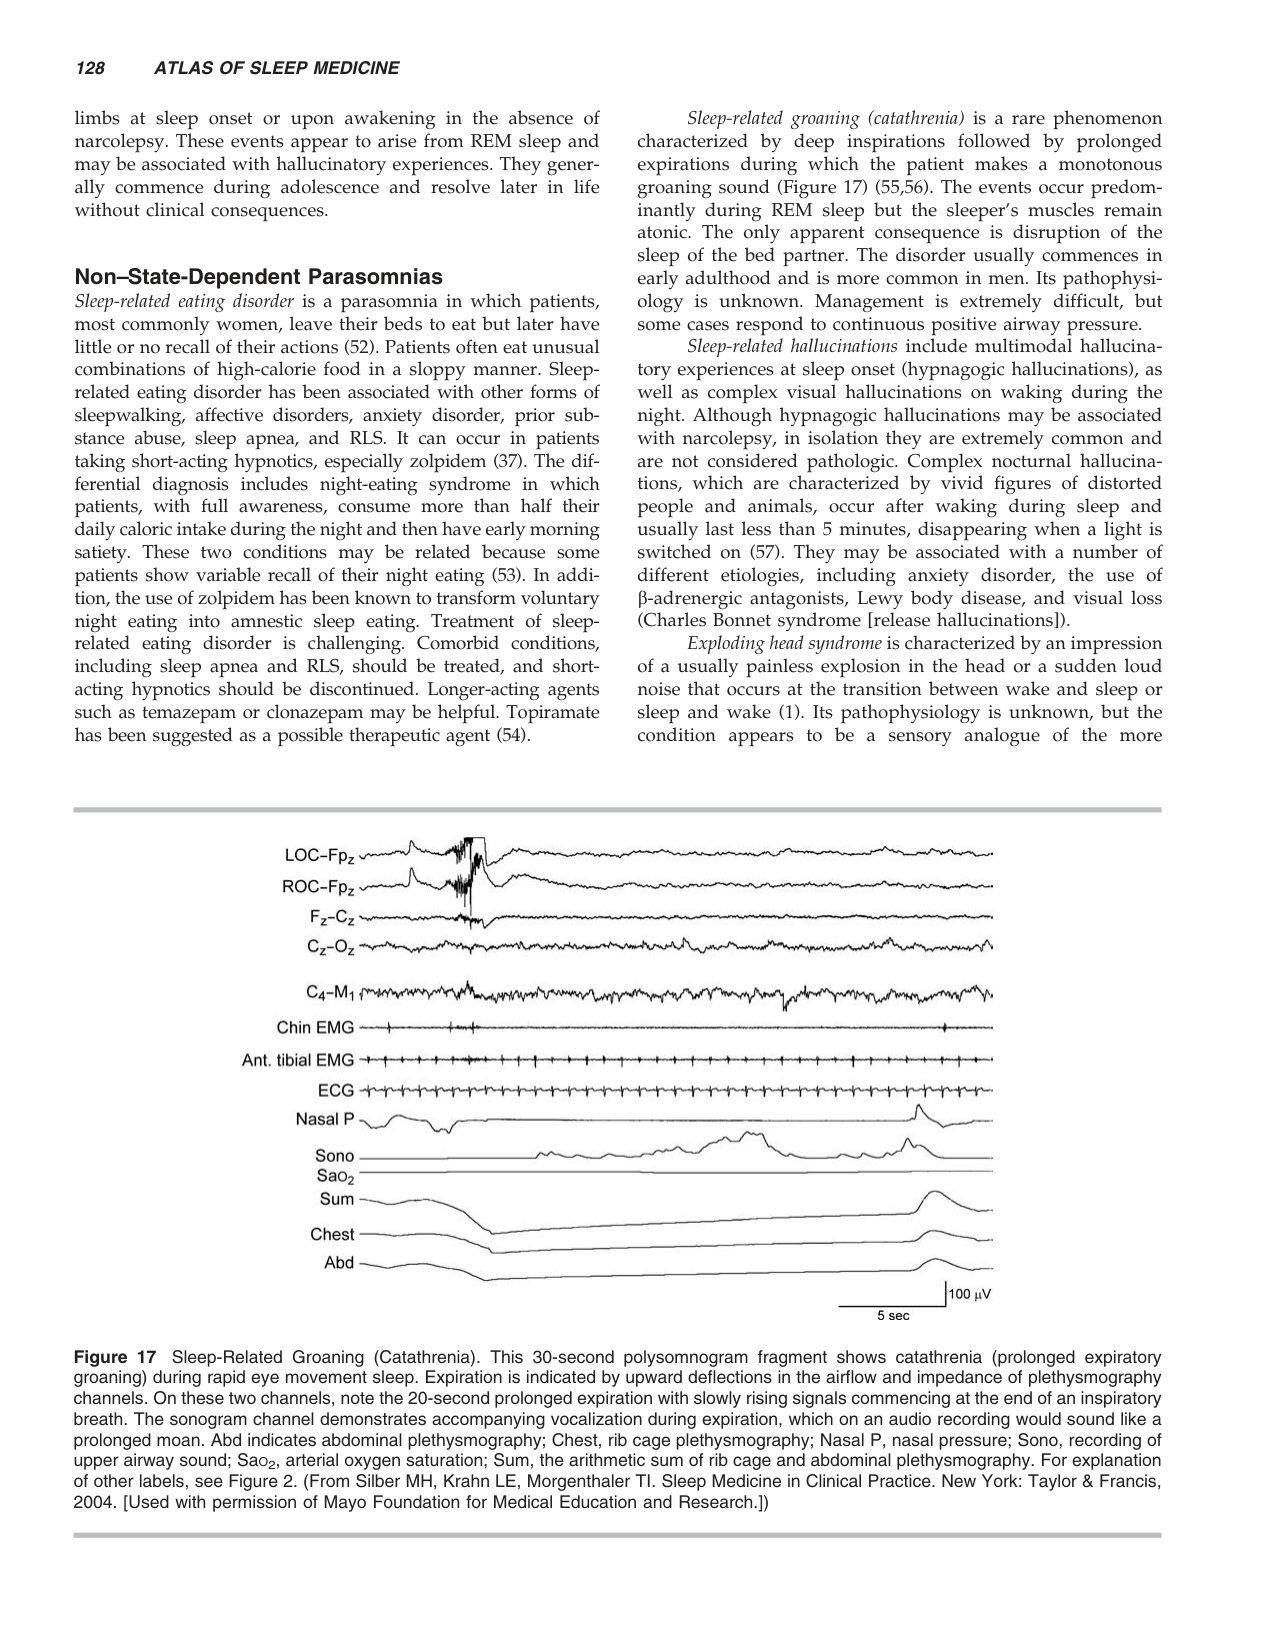 128 ATLAS OF SLEEP MEDICINE
limbs at sleep onset or upon awakening in the absence of
narcolepsy. These events appear to arise from REM sleep and
may be associated with hallucinatory experiences. They gener-
ally commence during adolescence and resolve later in life
without clinical consequences.
Non–State-Dependent Parasomnias
Sleep-related eating disorder is a parasomnia in which patients,
most commonly women, leave their beds to eat but later have
little or no recall of their actions (52). Patients often eat unusual
combinations of high-calorie food in a sloppy manner. Sleep-
related eating disorder has been associated with other forms of
sleepwalking, affective disorders, anxiety disorder, prior sub-
stance abuse, sleep apnea, and RLS. It can occur in patients
taking short-acting hypnotics, especially zolpidem (37). The dif-
ferential diagnosis includes night-eating syndrome in which
patients, with full awareness, consume more than half their
daily caloric intake during the night and then have early morning
satiety. These two conditions may be related because some
patients show variable recall of their night eating (53). In addi-
tion, the use of zolpidem has been known to transform voluntary
night eating into amnestic sleep eating. Treatment of sleep-
related eating disorder is challenging. Comorbid conditions,
including sleep apnea and RLS, should be treated, and short-
acting hypnotics should be discontinued. Longer-acting agents
such as temazepam or clonazepam may be helpful. Topiramate
has been suggested as a possible therapeutic agent (54).
Sleep-related groaning (catathrenia) is a rare phenomenon
characterized by deep inspirations followed by prolonged
expirations during which the patient makes a monotonous
groaning sound (Figure 17) (55,56). The events occur predom-
inantly during REM sleep but the sleeper's muscles remain
atonic. The only apparent consequence is disruption of the
sleep of the bed partner. The disorder usually commences in
early adulthood and is more common in men. Its pathophysi-
ology is unknown. Management is extremely difficult, but
some cases respond to continuous positive airway pressure.
Sleep-related hallucinations include multimodal hallucina-
tory experiences at sleep onset (hypnagogic hallucinations), as
well as complex visual hallucinations on waking during the
night. Although hypnagogic hallucinations may be associated
with narcolepsy, in isolation they are extremely common and
are not considered pathologic. Complex nocturnal hallucina-
tions, which are characterized by vivid figures of distorted
people and animals, occur after waking during sleep and
usually last less than 5 minutes, disappearing when a light is
switched on (57). They may be associated with a number of
different etiologies, including anxiety disorder, the use of
β-adrenergic antagonists, Lewy body disease, and visual loss
(Charles Bonnet syndrome [release hallucinations]).
Exploding head syndrome is characterized by an impression
of a usually painless explosion in the head or a sudden loud
noise that occurs at the transition between wake and sleep or
sleep and wake (1). Its pathophysiology is unknown, but the
condition appears to be a sensory analogue of the more
LOC–Fpz
ROC–Fpz
Fz–Cz
Cz–Oz
C4–M1
Chin EMG
Ant. tibial EMG
ECG
Nasal P
Sono
SaO2
Sum
Chest
Abd
100 μV
5 sec
Figure 17 Sleep-Related Groaning (Catathrenia). This 30-second polysomnogram fragment shows catathrenia (prolonged expiratory
groaning) during rapid eye movement sleep. Expiration is indicated by upward deflections in the airflow and impedance of plethysmography
channels. On these two channels, note the 20-second prolonged expiration with slowly rising signals commencing at the end of an inspiratory
breath. The sonogram channel demonstrates accompanying vocalization during expiration, which on an audio recording would sound like a
prolonged moan. Abd indicates abdominal plethysmography; Chest, rib cage plethysmography; Nasal P, nasal pressure; Sono, recording of
upper airway sound; SaO2, arterial oxygen saturation; Sum, the arithmetic sum of rib cage and abdominal plethysmography. For explanation
of other labels, see Figure 2. (From Silber MH, Krahn LE, Morgenthaler TI. Sleep Medicine in Clinical Practice. New York: Taylor & Francis,
2004. [Used with permission of Mayo Foundation for Medical Education and Research.])